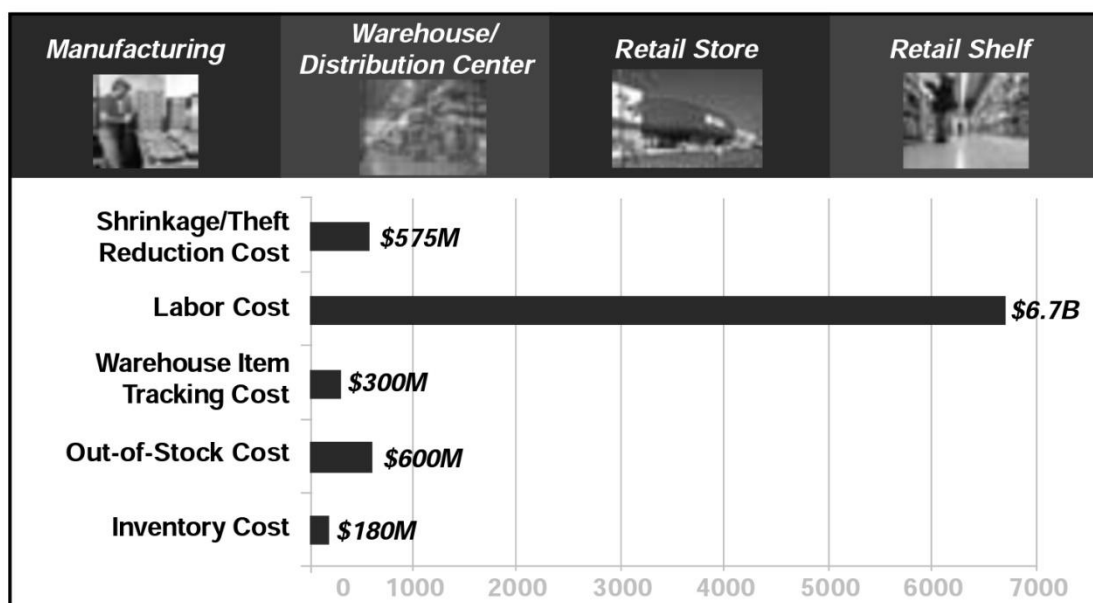 Manufacturing
Warehouse/
Distribution Center
Retail Store
Retail Shelf
Shrinkage/Theft
Reduction Cost
$575M
Labor Cost
$6.7B
Warehouse Item
Tracking Cost
$300M
Out-of-Stock Cost
$600M
Inventory Cost
$180M
0 1000 2000 3000 4000 5000 6000 7000